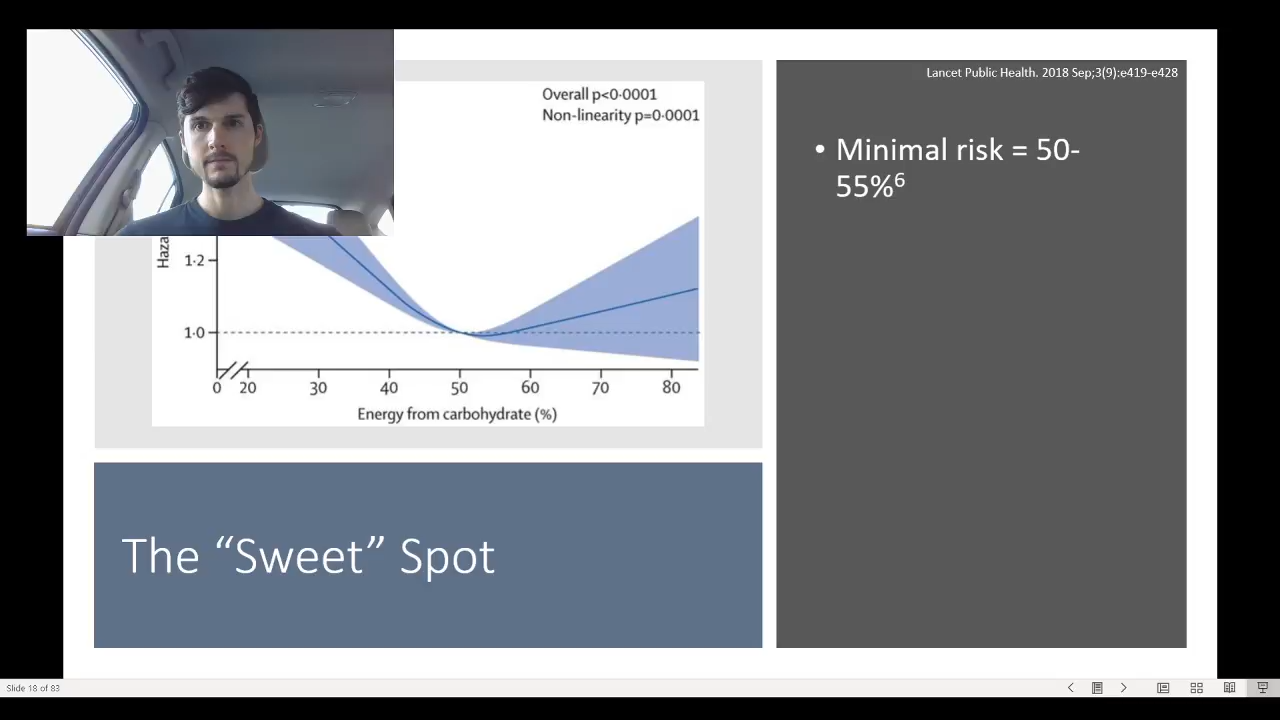 Lancet Public Health. 2018 Sep;3(9):e419-e428
Overall p<0·0001
Non-linearity p=0·0001
1·2
1·0
0 20 30 40 50 60 70 80
Energy from carbohydrate (%)
• Minimal risk = 50-
55%⁶
The “Sweet” Spot
Slide 18 of 83